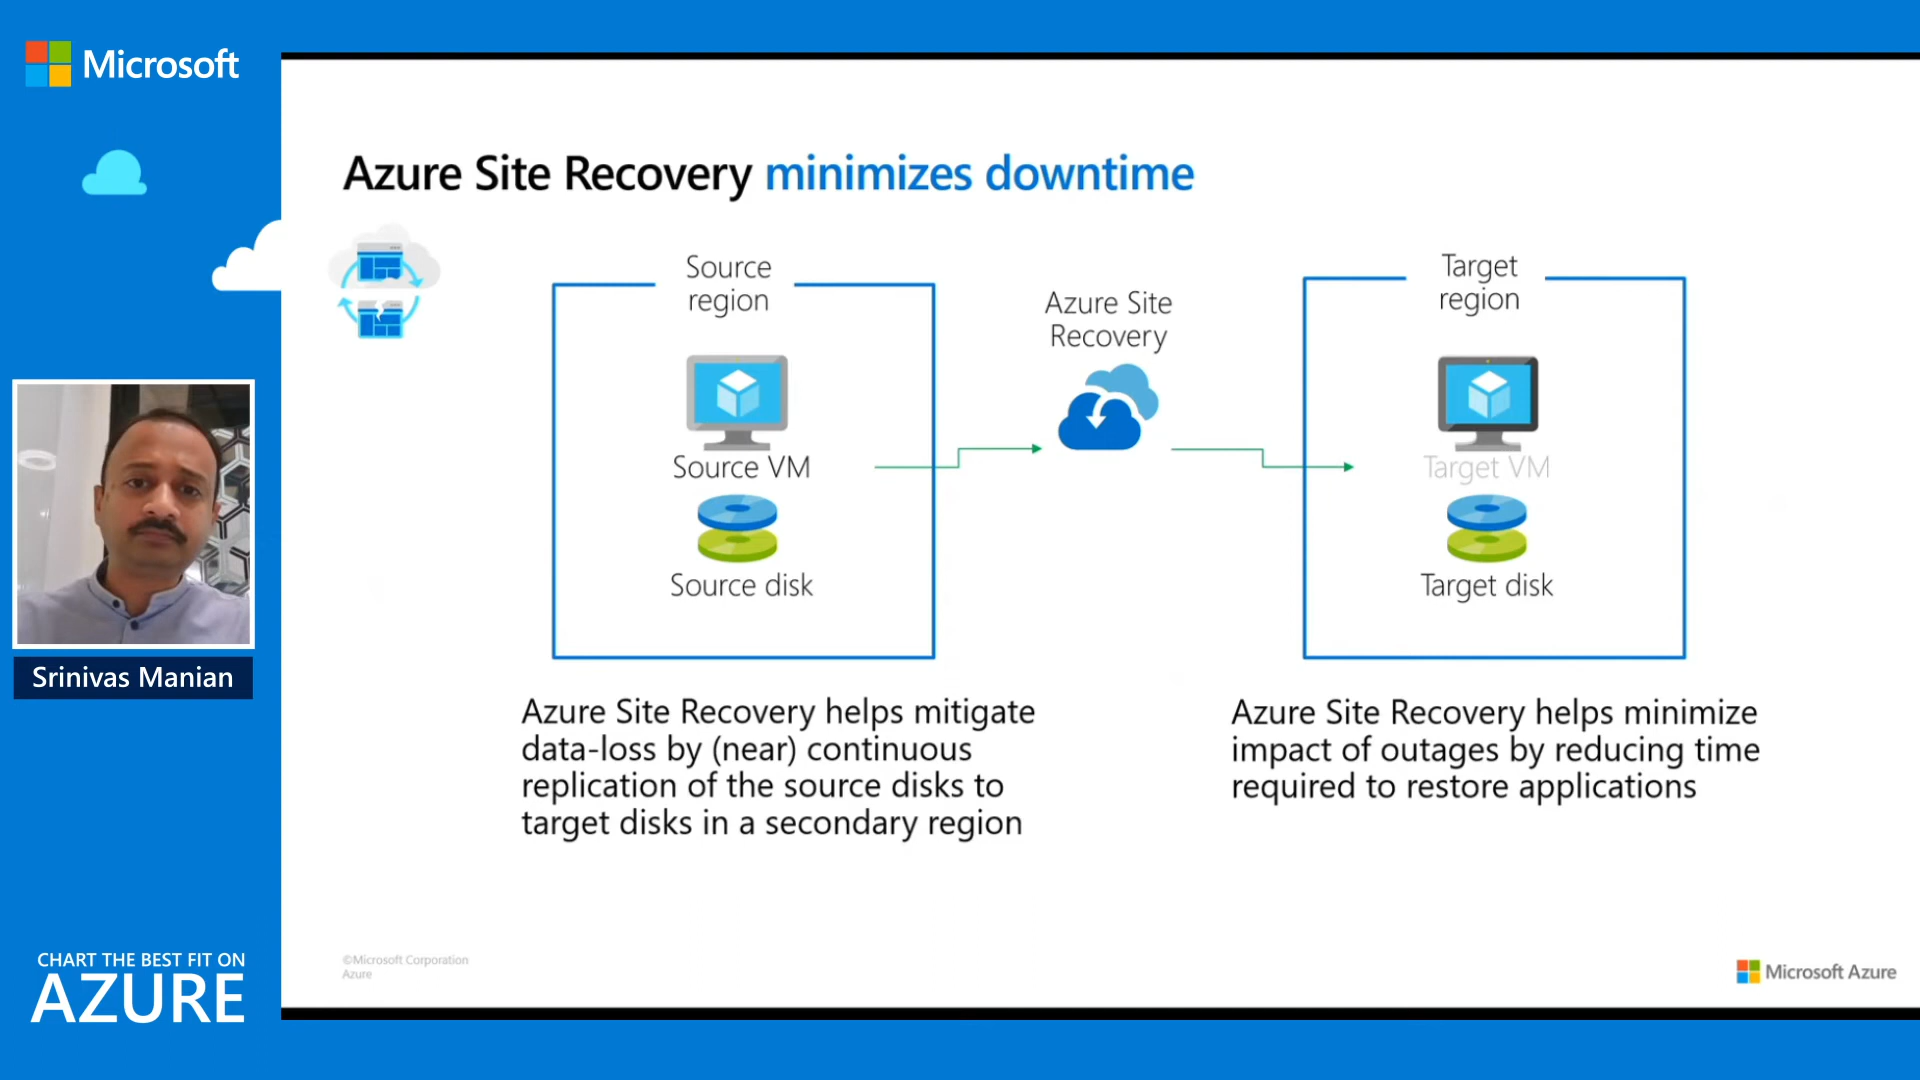 Microsoft
Azure Site Recovery minimizes downtime
Source
region
Source VM
Source disk
Azure Site
Recovery
Target
region
Target VM
Target disk
Azure Site Recovery helps mitigate
data-loss by (near) continuous
replication of the source disks to
target disks in a secondary region
Azure Site Recovery helps minimize
impact of outages by reducing time
required to restore applications
Srinivas Manian
CHART THE BEST FIT ON
AZURE
©Microsoft Corporation
Azure
Microsoft Azure